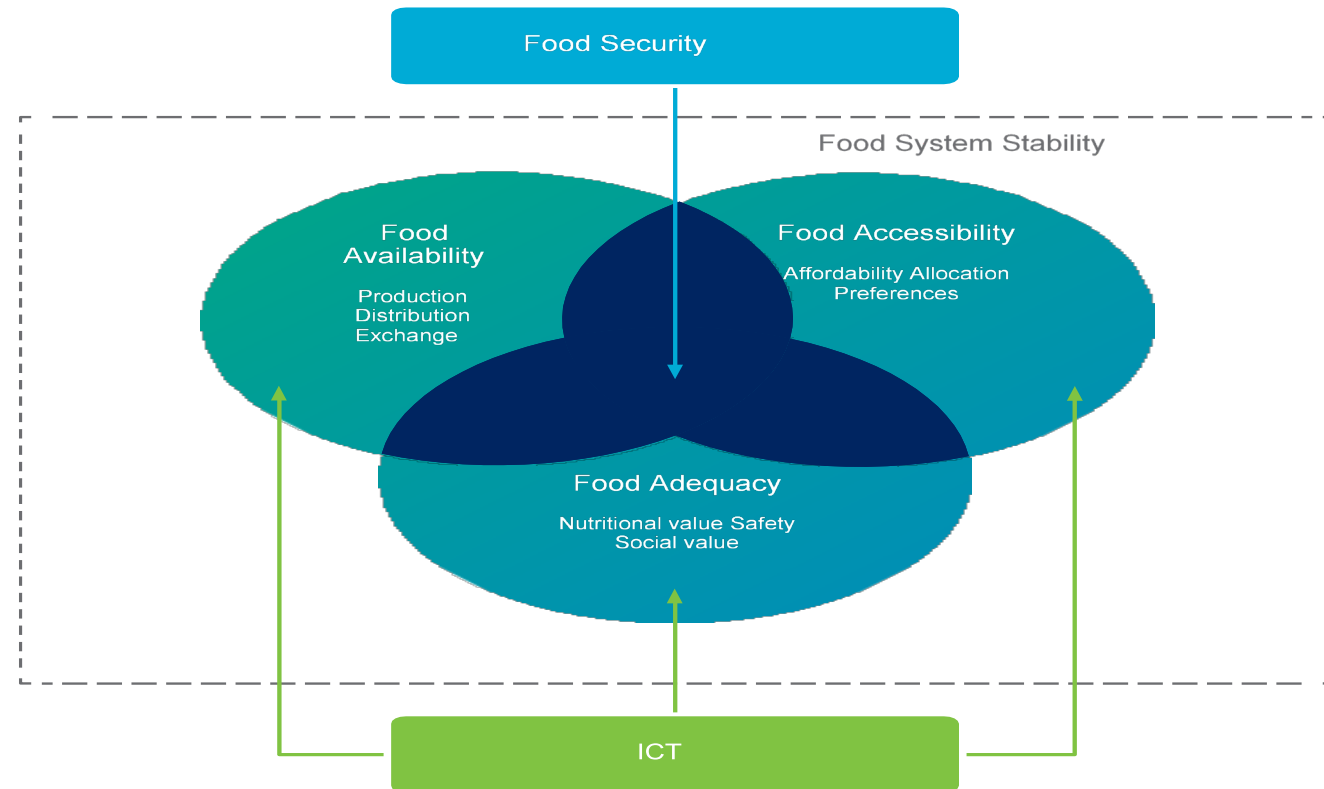 Food Security
Food System Stability
Food
Availability
Production
Distribution
Exchange
Food Accessibility
Affordability Allocation
Preferences
Food Adequacy
Nutritional value Safety
Social value
ICT